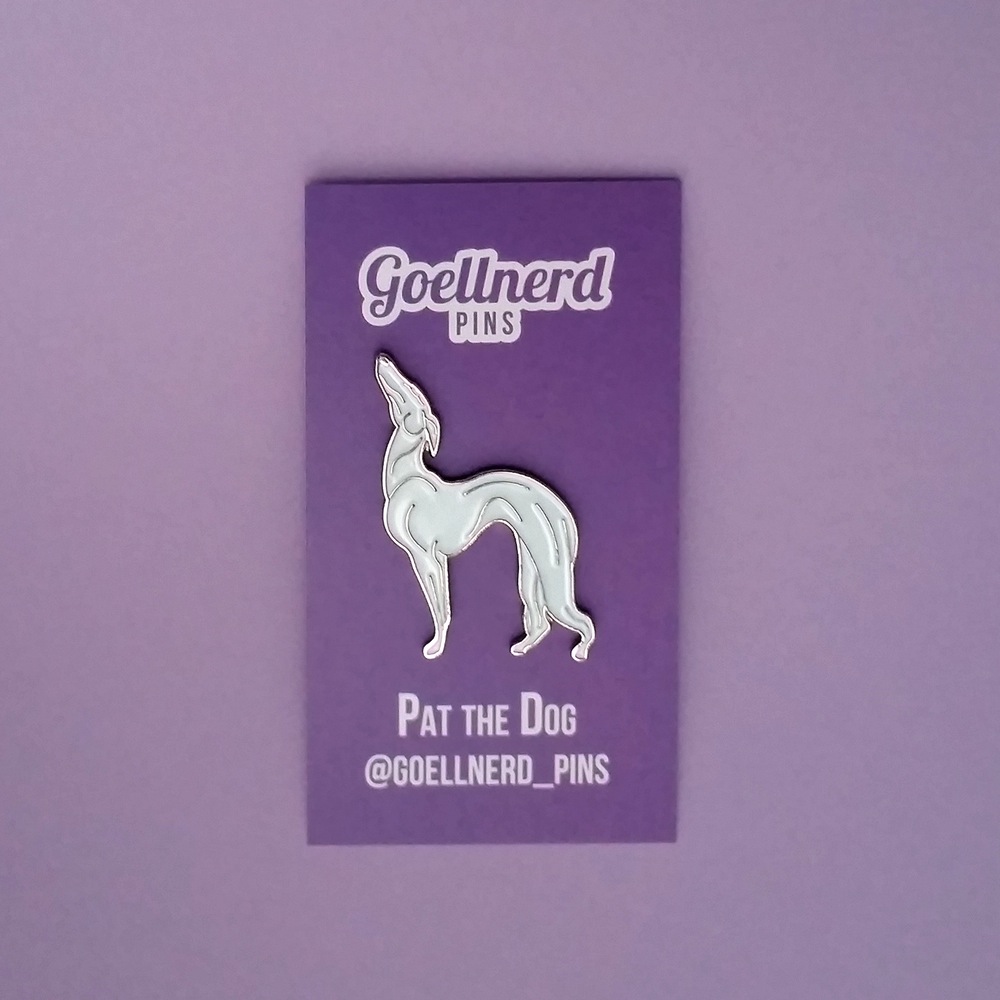 Goellnerd
PINS
PAT THE DOG
@GOELLNERD_PINS